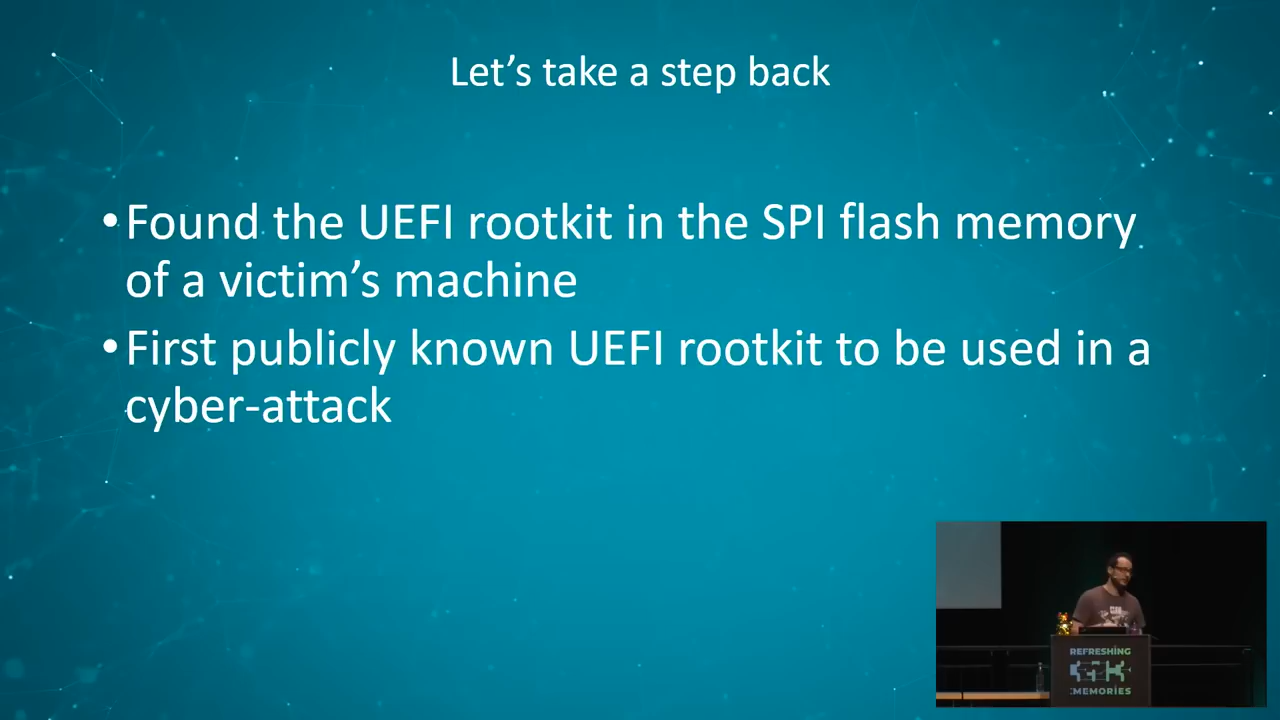 Let’s take a step back
•Found the UEFI rootkit in the SPI flash memory
of a victim’s machine
•First publicly known UEFI rootkit to be used in a
cyber-attack
REFRESHING
:MEMORIES